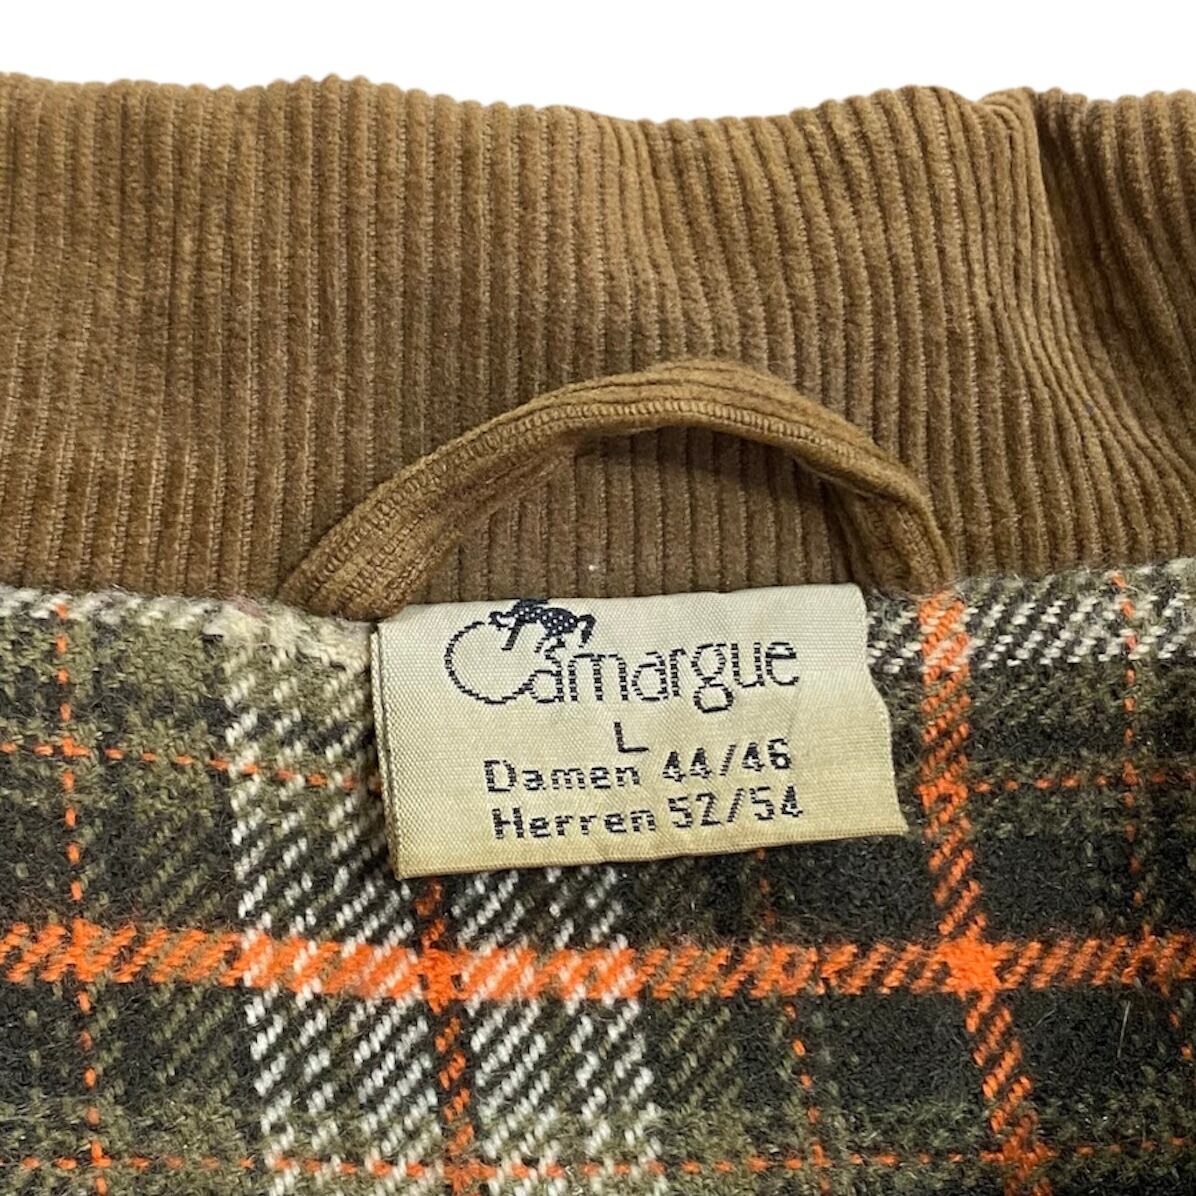 Camargue
L
Damen 44/46
Herren 52/54